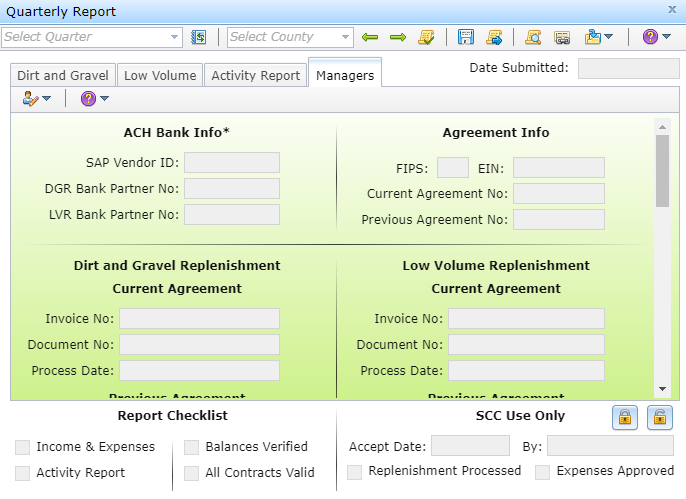 Quarterly Report
x
Select Quarter
Select County
Dirt and Gravel
Low Volume
Activity Report
Managers
Date Submitted:
ACH Bank Info*
SAP Vendor ID:
DGR Bank Partner No:
LVR Bank Partner No:
Agreement Info
FIPS:
EIN:
Current Agreement No:
Previous Agreement No:
Dirt and Gravel Replenishment
Current Agreement
Invoice No:
Document No:
Process Date:
Previous Agreement
Low Volume Replenishment
Current Agreement
Invoice No:
Document No:
Process Date:
Previous Agreement
Report Checklist
Income & Expenses
Balances Verified
Activity Report
All Contracts Valid
SCC Use Only
Accept Date:
By:
Replenishment Processed
Expenses Approved